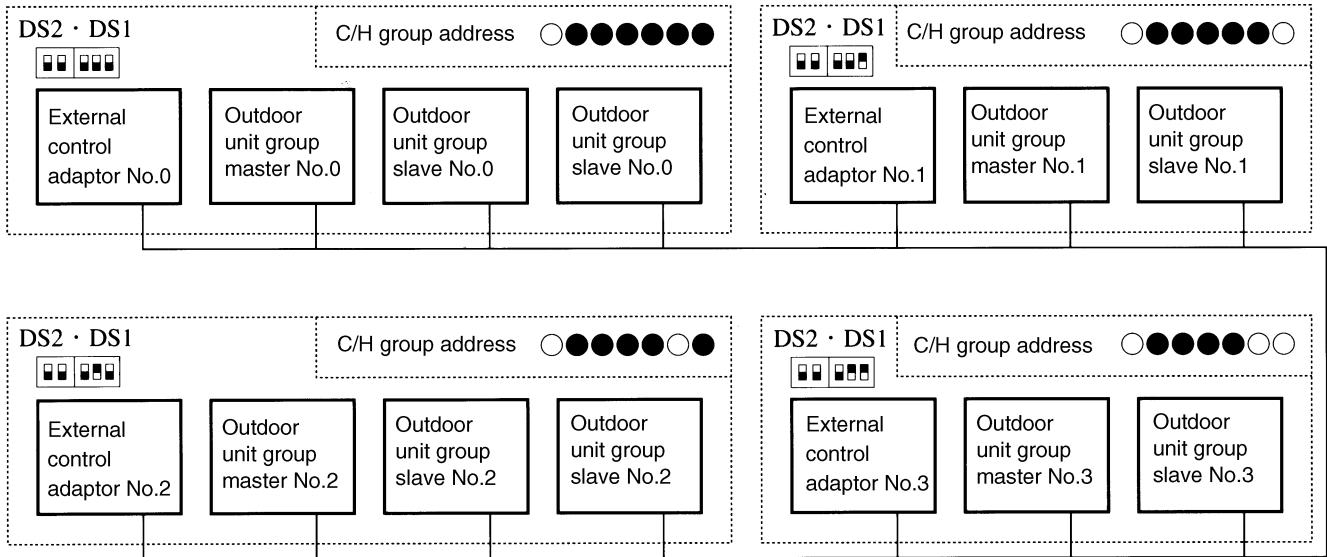 DS2・DS1
C/H group address
External
control
adaptor No.0
Outdoor
unit group
master No.0
Outdoor
unit group
slave No.0
Outdoor
unit group
slave No.0
DS2・DS1
C/H group address
External
control
adaptor No.1
Outdoor
unit group
master No.1
Outdoor
unit group
slave No.1
DS2・DS1
C/H group address
External
control
adaptor No.2
Outdoor
unit group
master No.2
Outdoor
unit group
slave No.2
Outdoor
unit group
slave No.2
DS2・DS1
C/H group address
External
control
adaptor No.3
Outdoor
unit group
master No.3
Outdoor
unit group
slave No.3